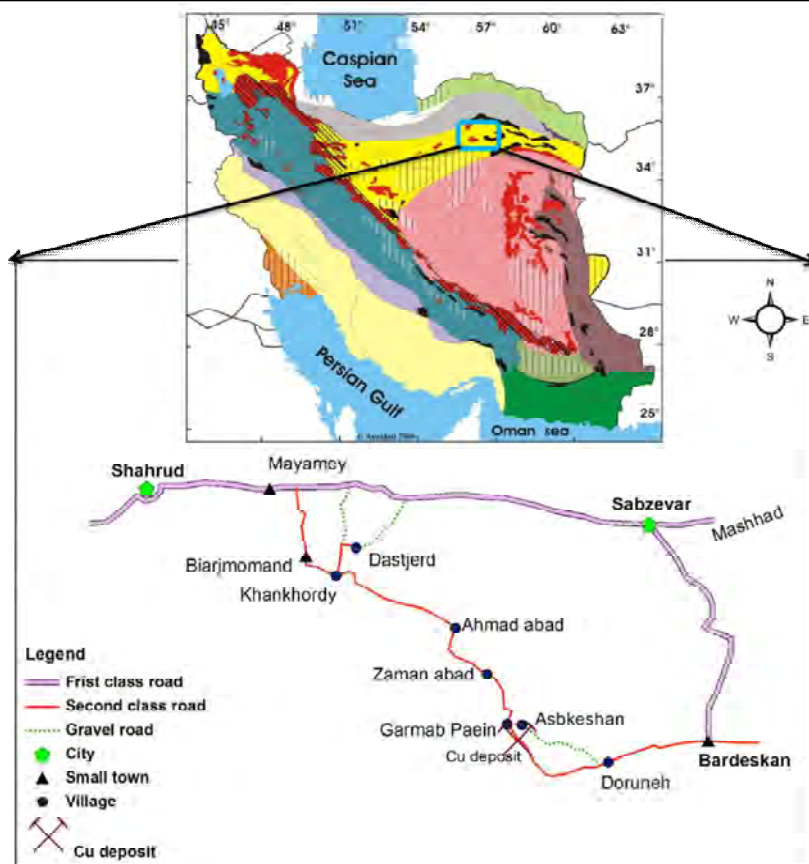 45° 48° 51° 54° 57° 60° 63°
Caspian
Sea
37°
34°
31°
28°
25°
Persian Gulf
Oman sea
N
W E
S
Shahrud
Mayamey
Sabzevar
Mashhad
Biarjmomand
Dastjerd
Khankhordy
Ahmad abad
Zaman abad
Garmab Paein
Asbkeshan
Cu deposit
Doruneh
Bardeskan
Legend
Frist class road
Second class road
Gravel road
City
Small town
Village
Cu deposit